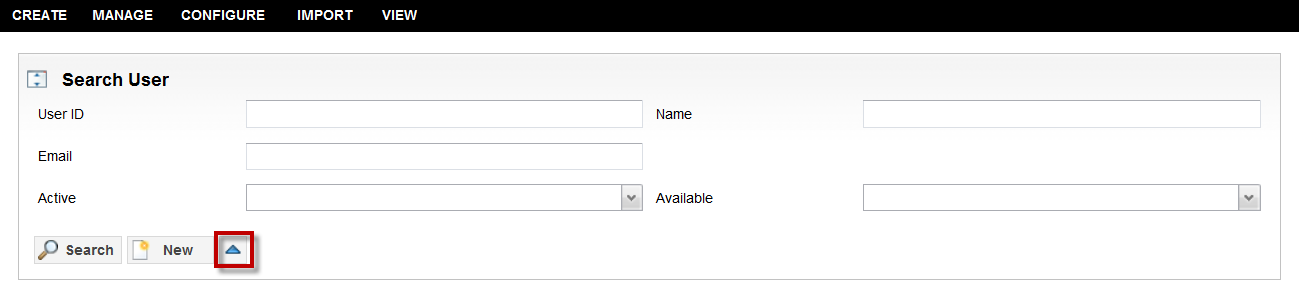 CREATE MANAGE CONFIGURE IMPORT VIEW
Search User
User ID Name
Email
Active Available
Search New